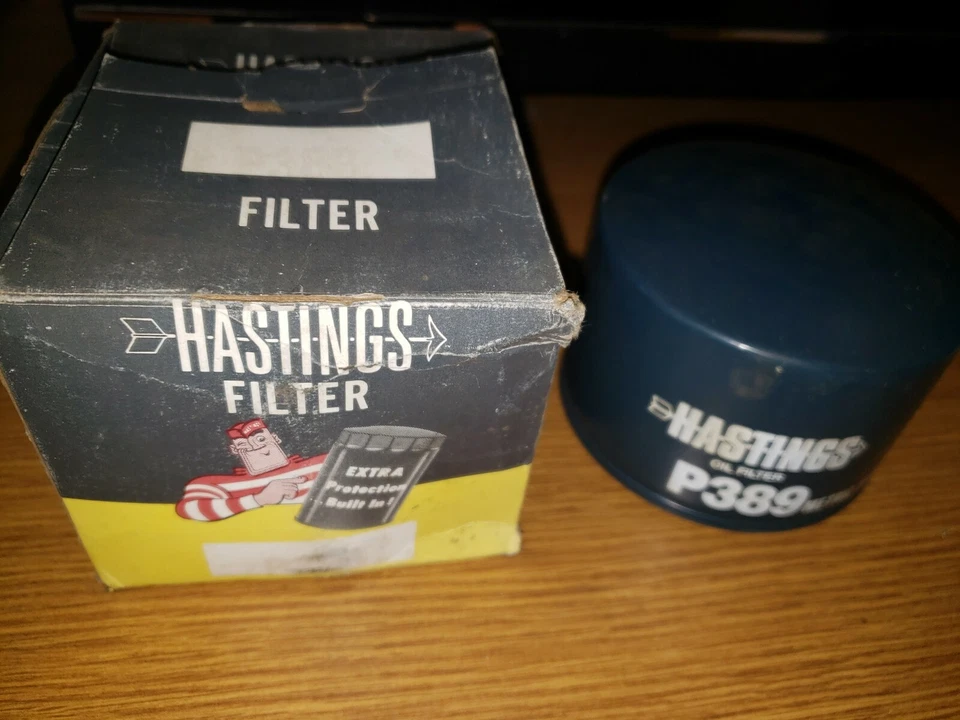 FILTER
HASTINGS
FILTER
EXTRA
Protection
Built In!
HASTINGS
OIL FILTER
P389